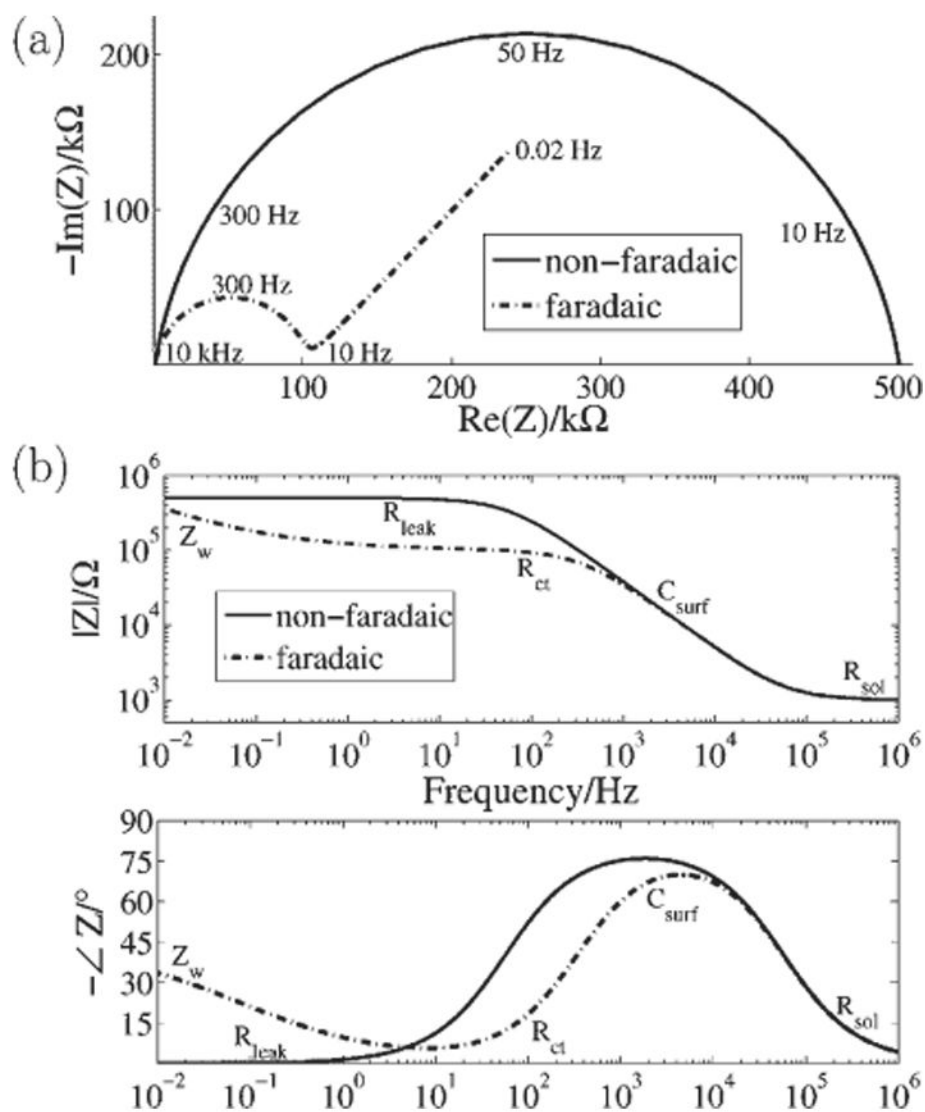 (a)
200
50 Hz
-Im(Z)/kΩ
0.02 Hz
100
300 Hz
10 Hz
non-faradaic
300 Hz
faradaic
10 kHz
10 Hz
100 200 300 400 500
Re(Z)/kΩ
(b)
10^6
R_leak
Z_w
10^5
R_ct
|Z|/Ω
C_surf
non-faradaic
10^4
faradaic
R_sol
10^3
10^-2 10^-1 10^0 10^1 10^2 10^3 10^4 10^5 10^6
Frequency/Hz
90
75
C_surf
60
-∠ Z/°
45
Z_w
30
R_sol
15
R_leak
R_ct
10^-2 10^-1 10^0 10^1 10^2 10^3 10^4 10^5 10^6